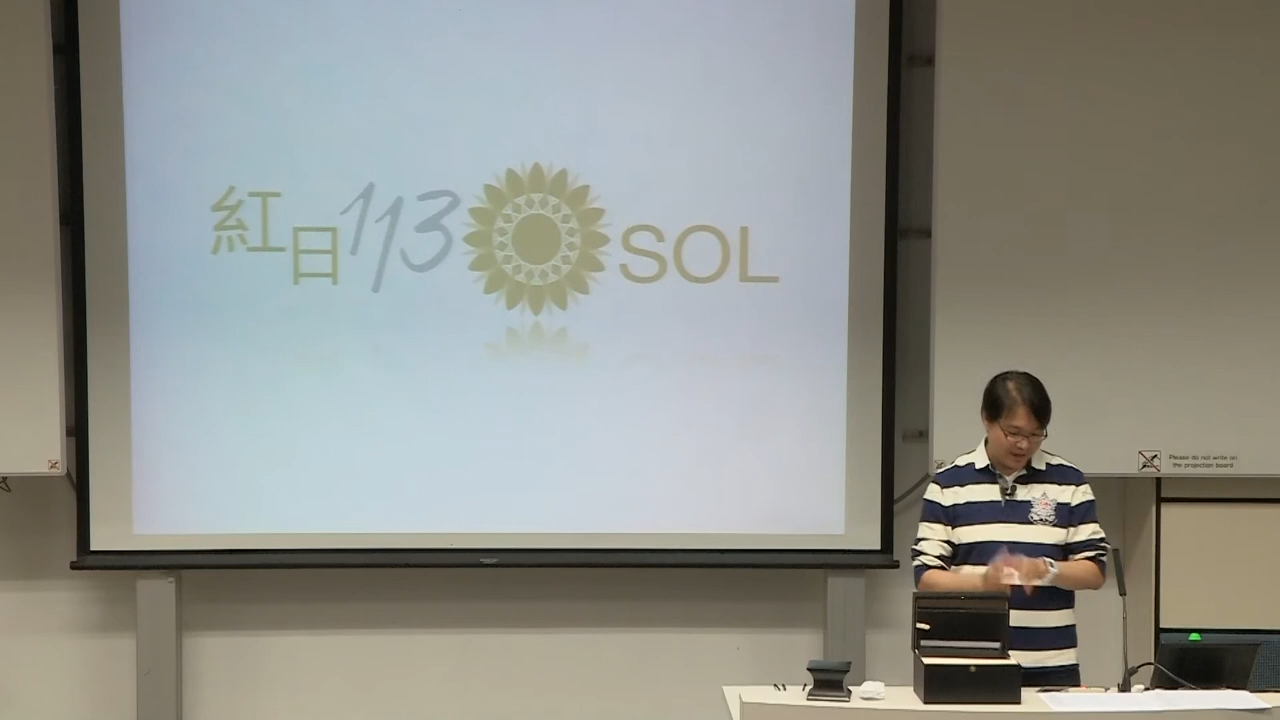 紅日113 SOL
Please do not write on
the projection board